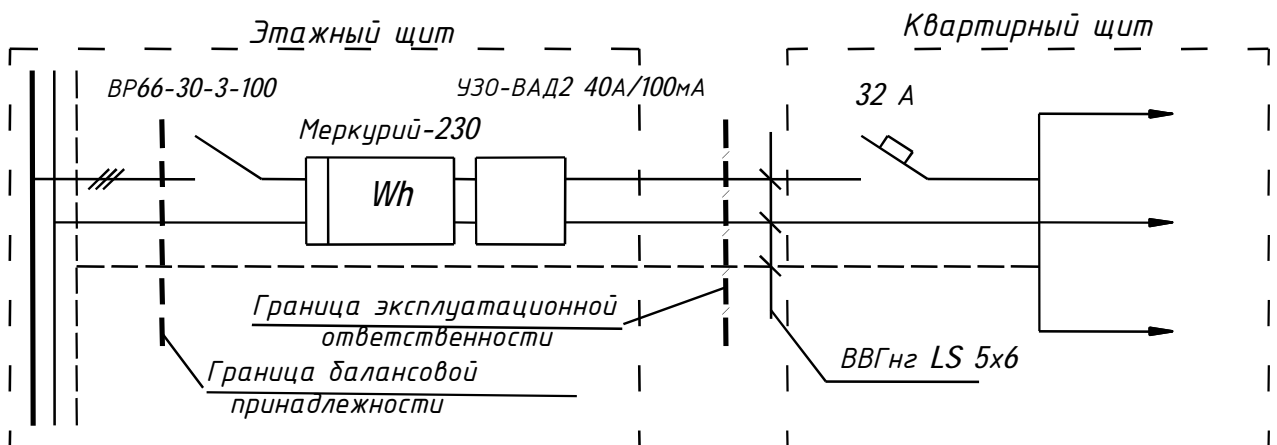 Этажный щит
Квартирный щит
ВР66-30-3-100
УЗО-ВАД2 40А/100мА
32 А
Меркурий-230
Wh
Граница эксплуатационной
ответственности
ВВГнг LS 5х6
Граница балансовой
принадлежности